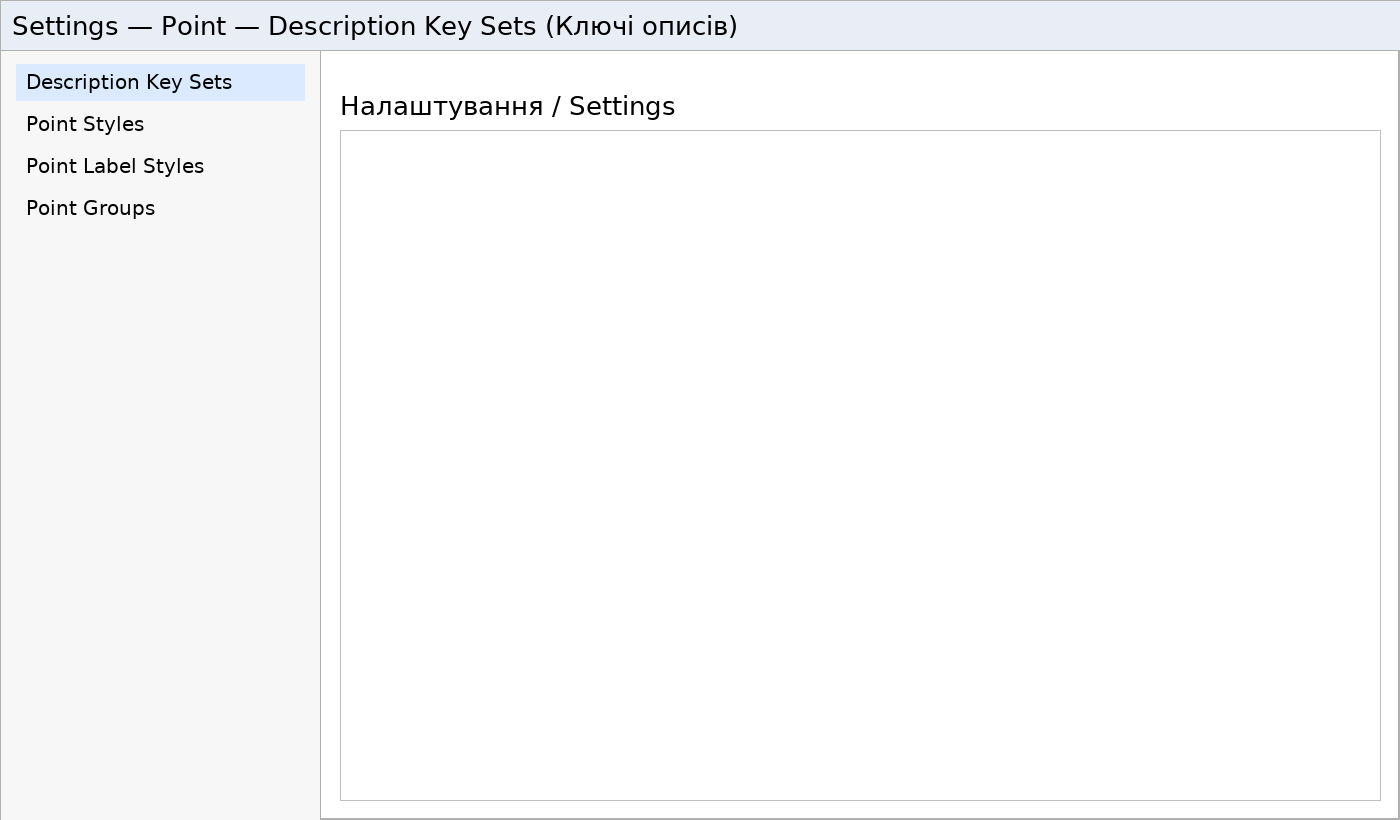 Settings — Point — Description Key Sets (Ключі описів)
Description Key Sets
Point Styles
Point Label Styles
Point Groups
Налаштування / Settings